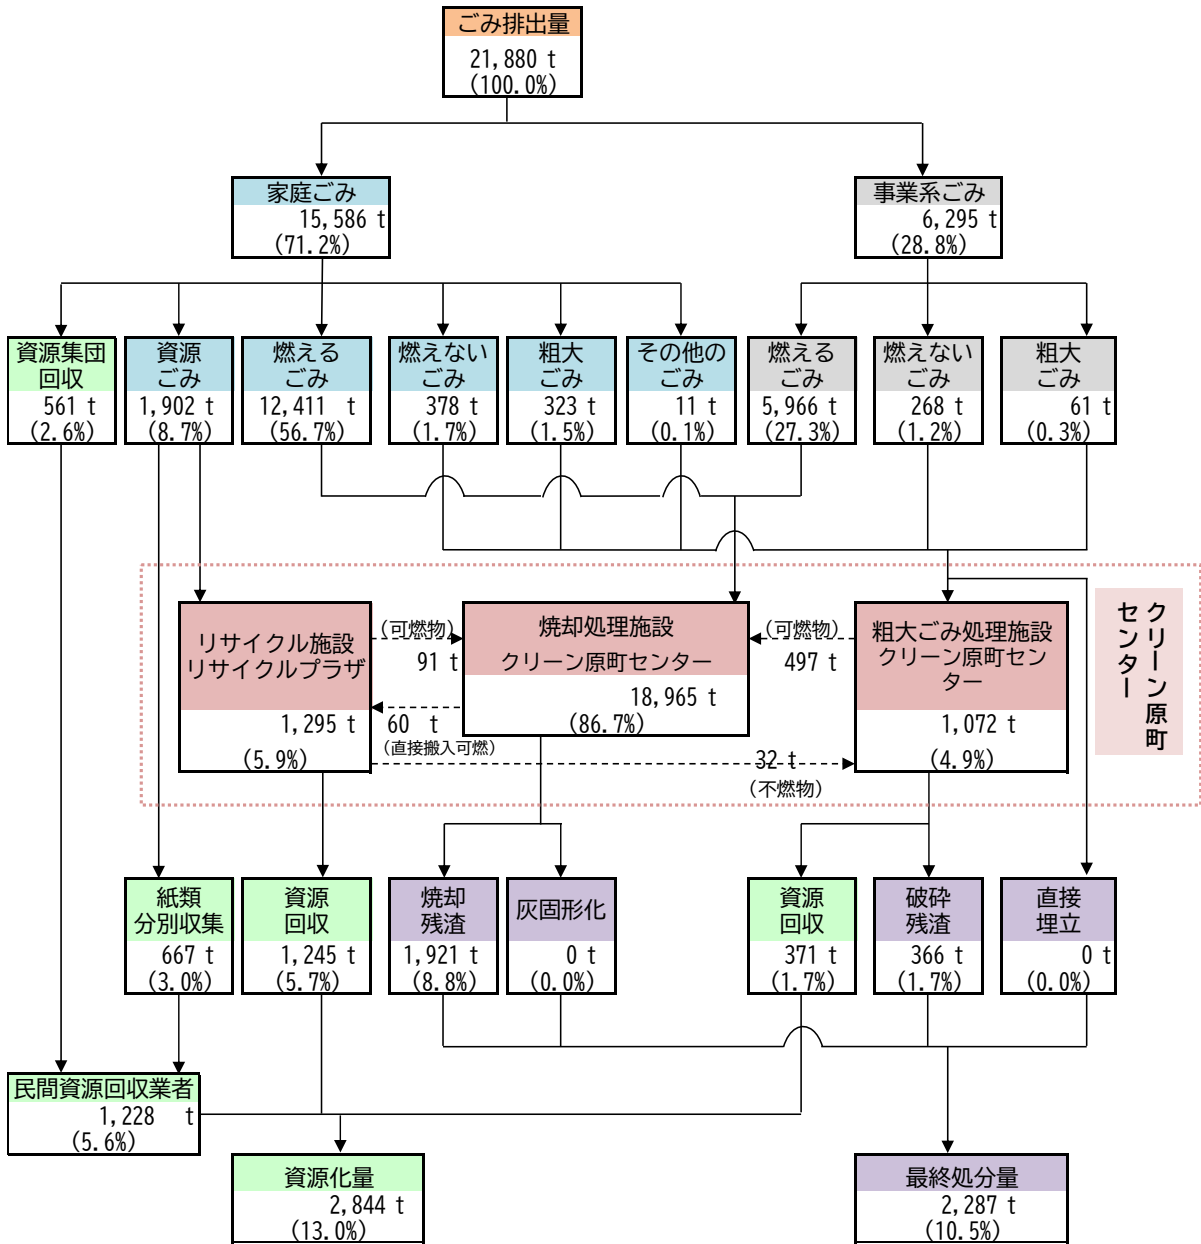 ごみ排出量
21,880 t
(100.0%)
家庭ごみ
15,586 t
(71.2%)
事業系ごみ
6,295 t
(28.8%)
資源集団
回収
561 t
(2.6%)
資源
ごみ
1,902 t
(8.7%)
燃える
ごみ
12,411 t
(56.7%)
燃えない
ごみ
378 t
(1.7%)
粗大
ごみ
323 t
(1.5%)
その他の
ごみ
11 t
(0.1%)
燃える
ごみ
5,966 t
(27.3%)
燃えない
ごみ
268 t
(1.2%)
粗大
ごみ
61 t
(0.3%)
リサイクル施設
リサイクルプラザ
1,295 t
(5.9%)
(可燃物)
91 t
60 t
(直接搬入可燃)
焼却処理施設
クリーン原町センター
18,965 t
(86.7%)
(可燃物)
497 t
32 t
(不燃物)
粗大ごみ処理施設
クリーン原町セン
ター
1,072 t
(4.9%)
クリーン原町
センター
紙類
分別収集
667 t
(3.0%)
資源
回収
1,245 t
(5.7%)
焼却
残渣
1,921 t
(8.8%)
灰固形化
0 t
(0.0%)
資源
回収
371 t
(1.7%)
破砕
残渣
366 t
(1.7%)
直接
埋立
0 t
(0.0%)
民間資源回収業者
1,228 t
(5.6%)
資源化量
2,844 t
(13.0%)
最終処分量
2,287 t
(10.5%)